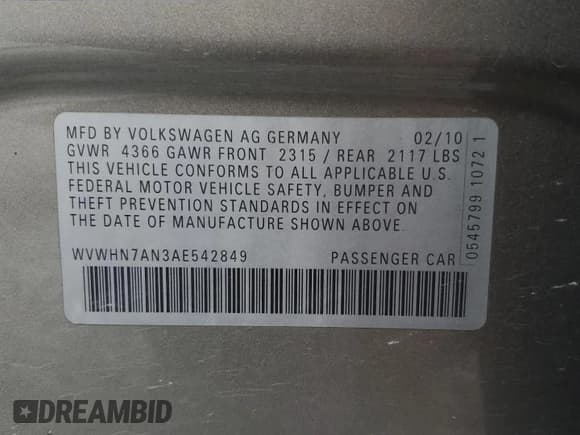 MFD BY VOLKSWAGEN AG GERMANY 02/10
GVWR 4366 GAWR FRONT 2315 / REAR 2117 LBS
THIS VEHICLE CONFORMS TO ALL APPLICABLE U.S.
FEDERAL MOTOR VEHICLE SAFETY, BUMPER AND
THEFT PREVENTION STANDARDS IN EFFECT ON
THE DATE OF MANUFACTURE SHOWN ABOVE.
WVWHN7AN3AE542849 PASSENGER CAR
0545799 1072 1
DREAMBID